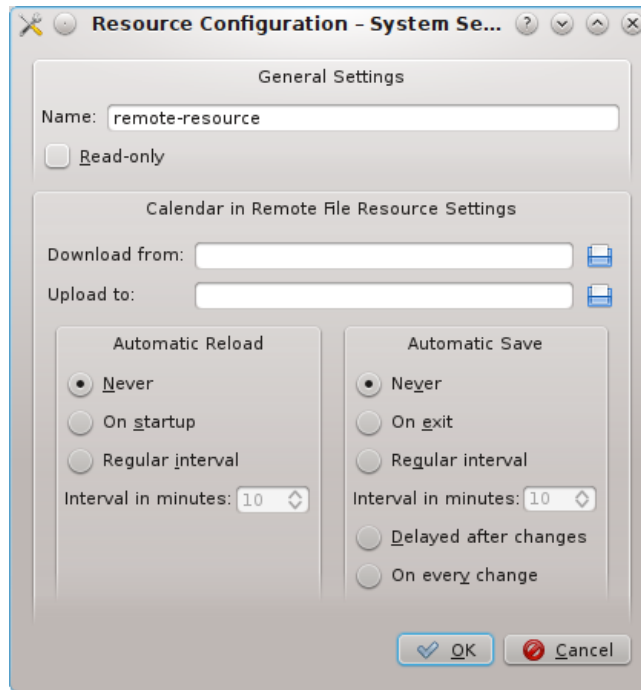 Resource Configuration – System Se...
General Settings
Name: remote-resource
Read-only
Calendar in Remote File Resource Settings
Download from:
Upload to:
Automatic Reload
Never
On startup
Regular interval
Interval in minutes: 10
Automatic Save
Never
On exit
Regular interval
Interval in minutes: 10
Delayed after changes
On every change
OK
Cancel